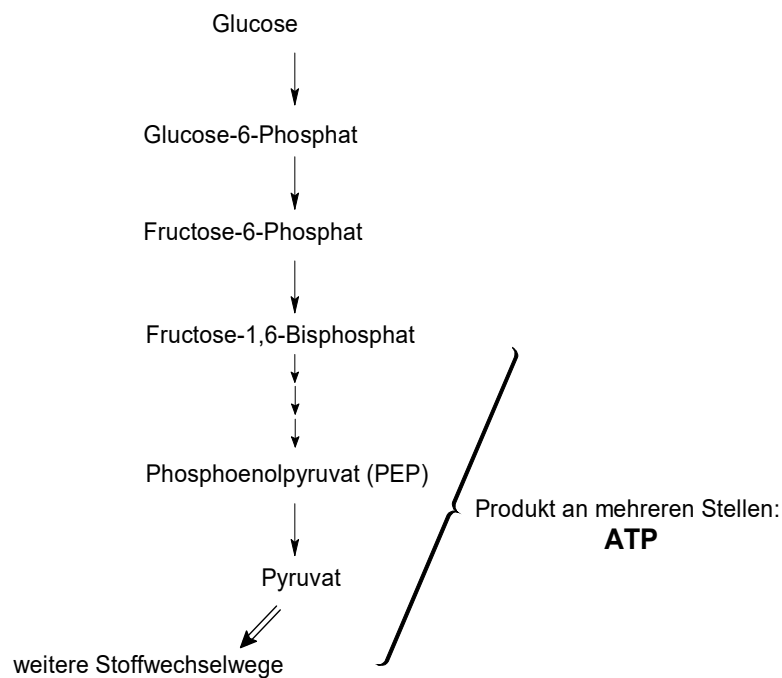 Glucose
Glucose-6-Phosphat
Fructose-6-Phosphat
Fructose-1,6-Bisphosphat
Phosphoenolpyruvat (PEP)
Produkt an mehreren Stellen:
ATP
Pyruvat
weitere Stoffwechselwege